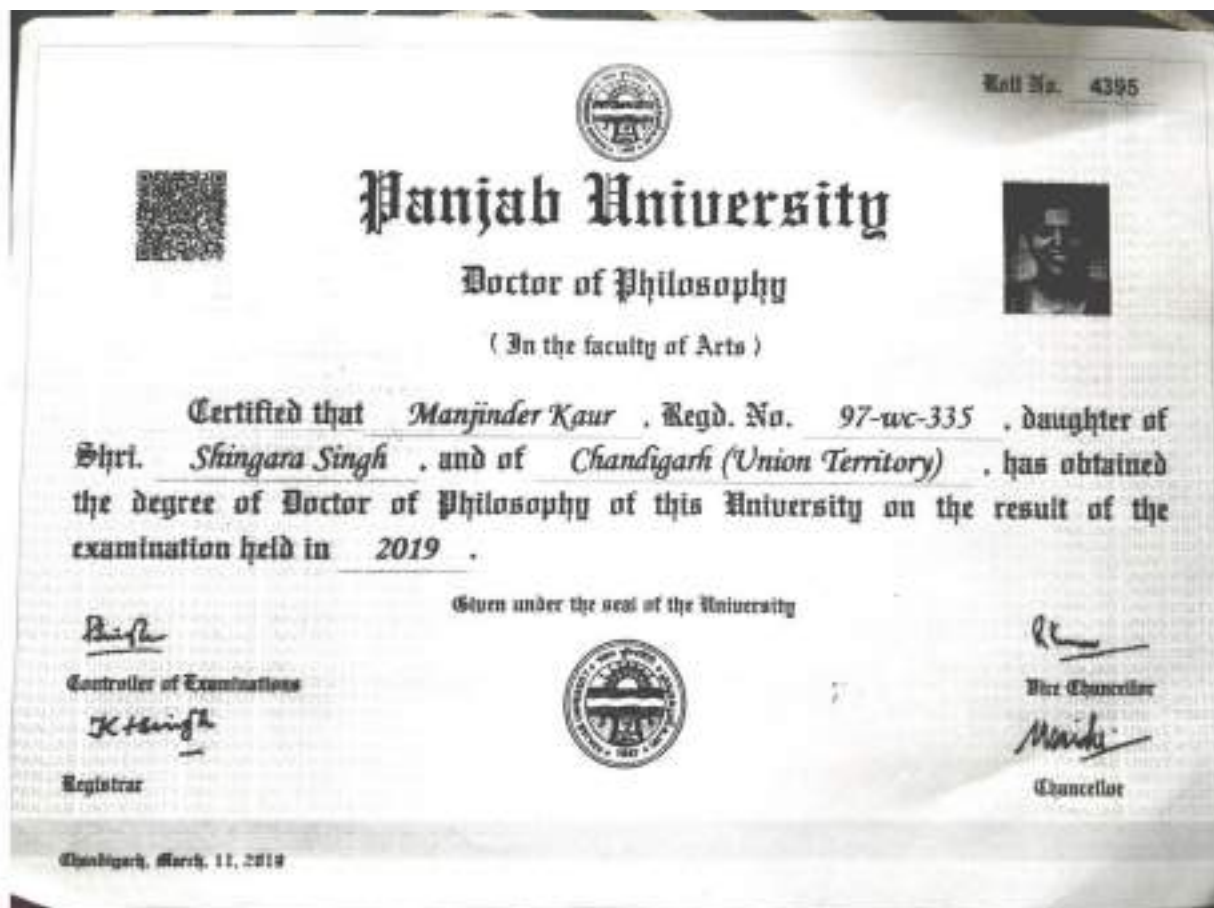 Roll No. 4395
Panjab University
Doctor of Philosophy
( In the faculty of Arts )
Certified that Manjinder Kaur , Regd. No. 97-wc-335 , daughter of
Shri. Shingara Singh , and of Chandigarh (Union Territory) , has obtained
the degree of Doctor of Philosophy of this University on the result of the
examination held in 2019 .
Given under the seal of the University
Controller of Examinations
Vice Chancellor
Registrar
Chancellor
Chandigarh, March, 11,